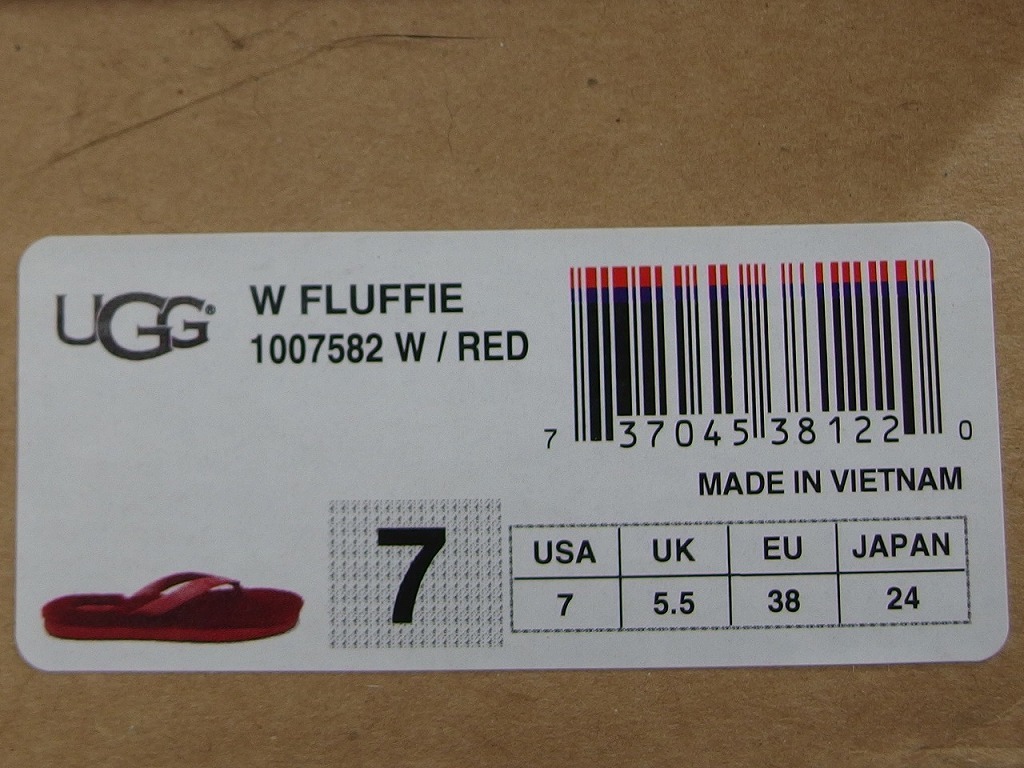 UGG®
W FLUFFIE
1007582 W / RED
7 37045 38122 0
MADE IN VIETNAM
7
USA UK EU JAPAN
7 5.5 38 24